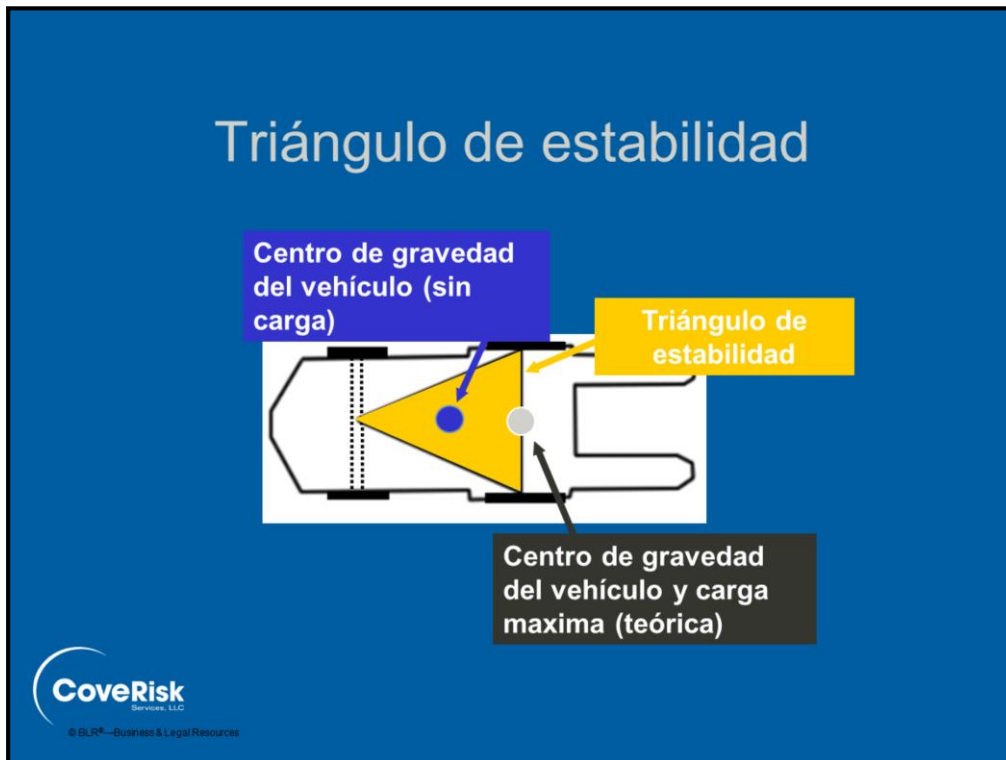 Triángulo de estabilidad
Centro de gravedad
del vehículo (sin
carga)
Triángulo de
estabilidad
Centro de gravedad
del vehículo y carga
maxima (teórica)
CoveRisk
Services, LLC
© BLR®—Business & Legal Resources